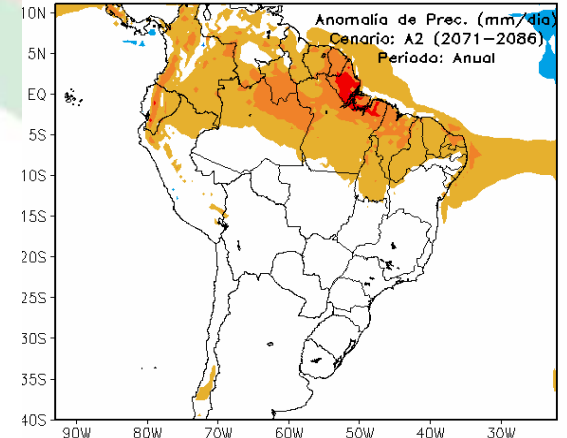 Anomalía de Prec. (mm/dia)
Cenario: A2 (2071-2086)
Periodo: Anual
10N
5N
EQ
5S
10S
15S
20S
25S
30S
35S
40S
90W 80W 70W 60W 50W 40W 30W